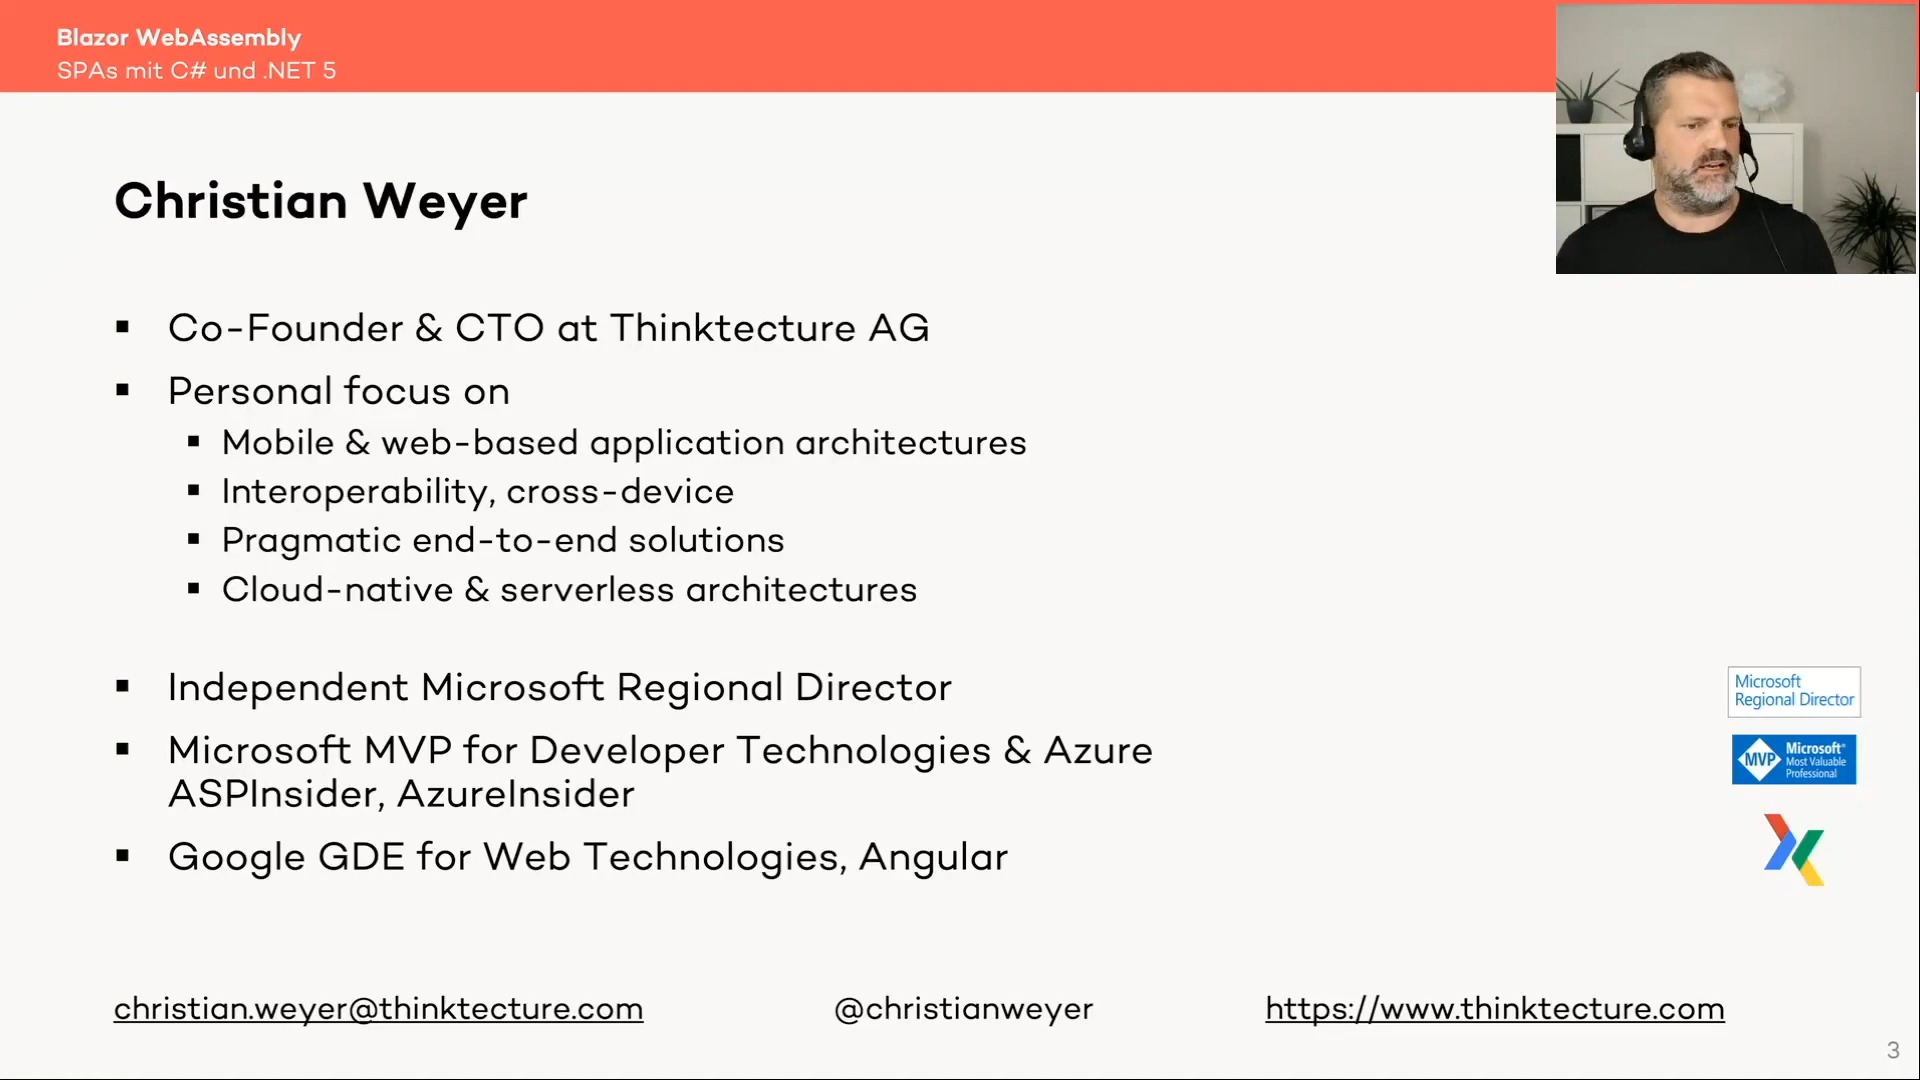 Blazor WebAssembly
SPAs mit C# und .NET 5
Christian Weyer
▪ Co-Founder & CTO at Thinktecture AG
▪ Personal focus on
▪ Mobile & web-based application architectures
▪ Interoperability, cross-device
▪ Pragmatic end-to-end solutions
▪ Cloud-native & serverless architectures
▪ Independent Microsoft Regional Director
▪ Microsoft MVP for Developer Technologies & Azure
ASPInsider, AzureInsider
▪ Google GDE for Web Technologies, Angular
Microsoft
Regional Director
MVP
Microsoft®
Most Valuable
Professional
christian.weyer@thinktecture.com
@christianweyer
https://www.thinktecture.com
3